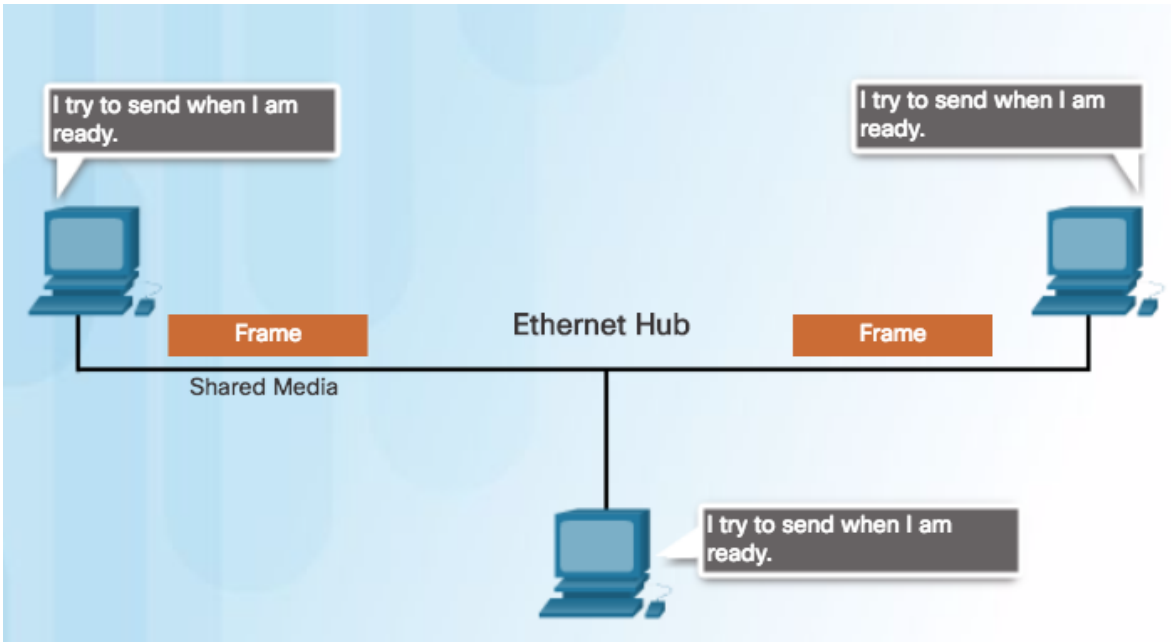 I try to send when I am
ready.
I try to send when I am
ready.
Frame
Ethernet Hub
Frame
Shared Media
I try to send when I am
ready.